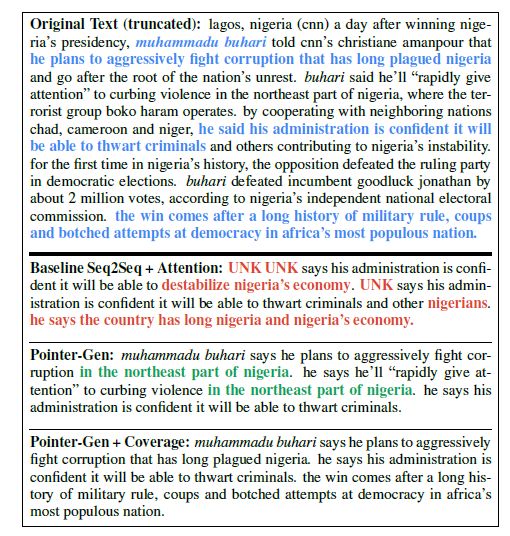 Original Text (truncated): lagos, nigeria (cnn) a day after winning nige-
ria's presidency, muhammadu buhari told cnn's christiane amanpour that
he plans to aggressively fight corruption that has long plagued nigeria
and go after the root of the nation's unrest. buhari said he'll "rapidly give
attention" to curbing violence in the northeast part of nigeria, where the ter-
rorist group boko haram operates. by cooperating with neighboring nations
chad, cameroon and niger, he said his administration is confident it will
be able to thwart criminals and others contributing to nigeria's instability.
for the first time in nigeria's history, the opposition defeated the ruling party
in democratic elections. buhari defeated incumbent goodluck jonathan by
about 2 million votes, according to nigeria's independent national electoral
commission. the win comes after a long history of military rule, coups
and botched attempts at democracy in africa's most populous nation.
Baseline Seq2Seq + Attention: UNK UNK says his administration is confi-
dent it will be able to destabilize nigeria's economy. UNK says his admin-
istration is confident it will be able to thwart criminals and other nigerians.
he says the country has long nigeria and nigeria's economy.
Pointer-Gen: muhammadu buhari says he plans to aggressively fight cor-
ruption in the northeast part of nigeria. he says he'll "rapidly give at-
tention" to curbing violence in the northeast part of nigeria. he says his
administration is confident it will be able to thwart criminals.
Pointer-Gen + Coverage: muhammadu buhari says he plans to aggressively
fight corruption that has long plagued nigeria. he says his administration is
confident it will be able to thwart criminals. the win comes after a long his-
tory of military rule, coups and botched attempts at democracy in africa's
most populous nation.